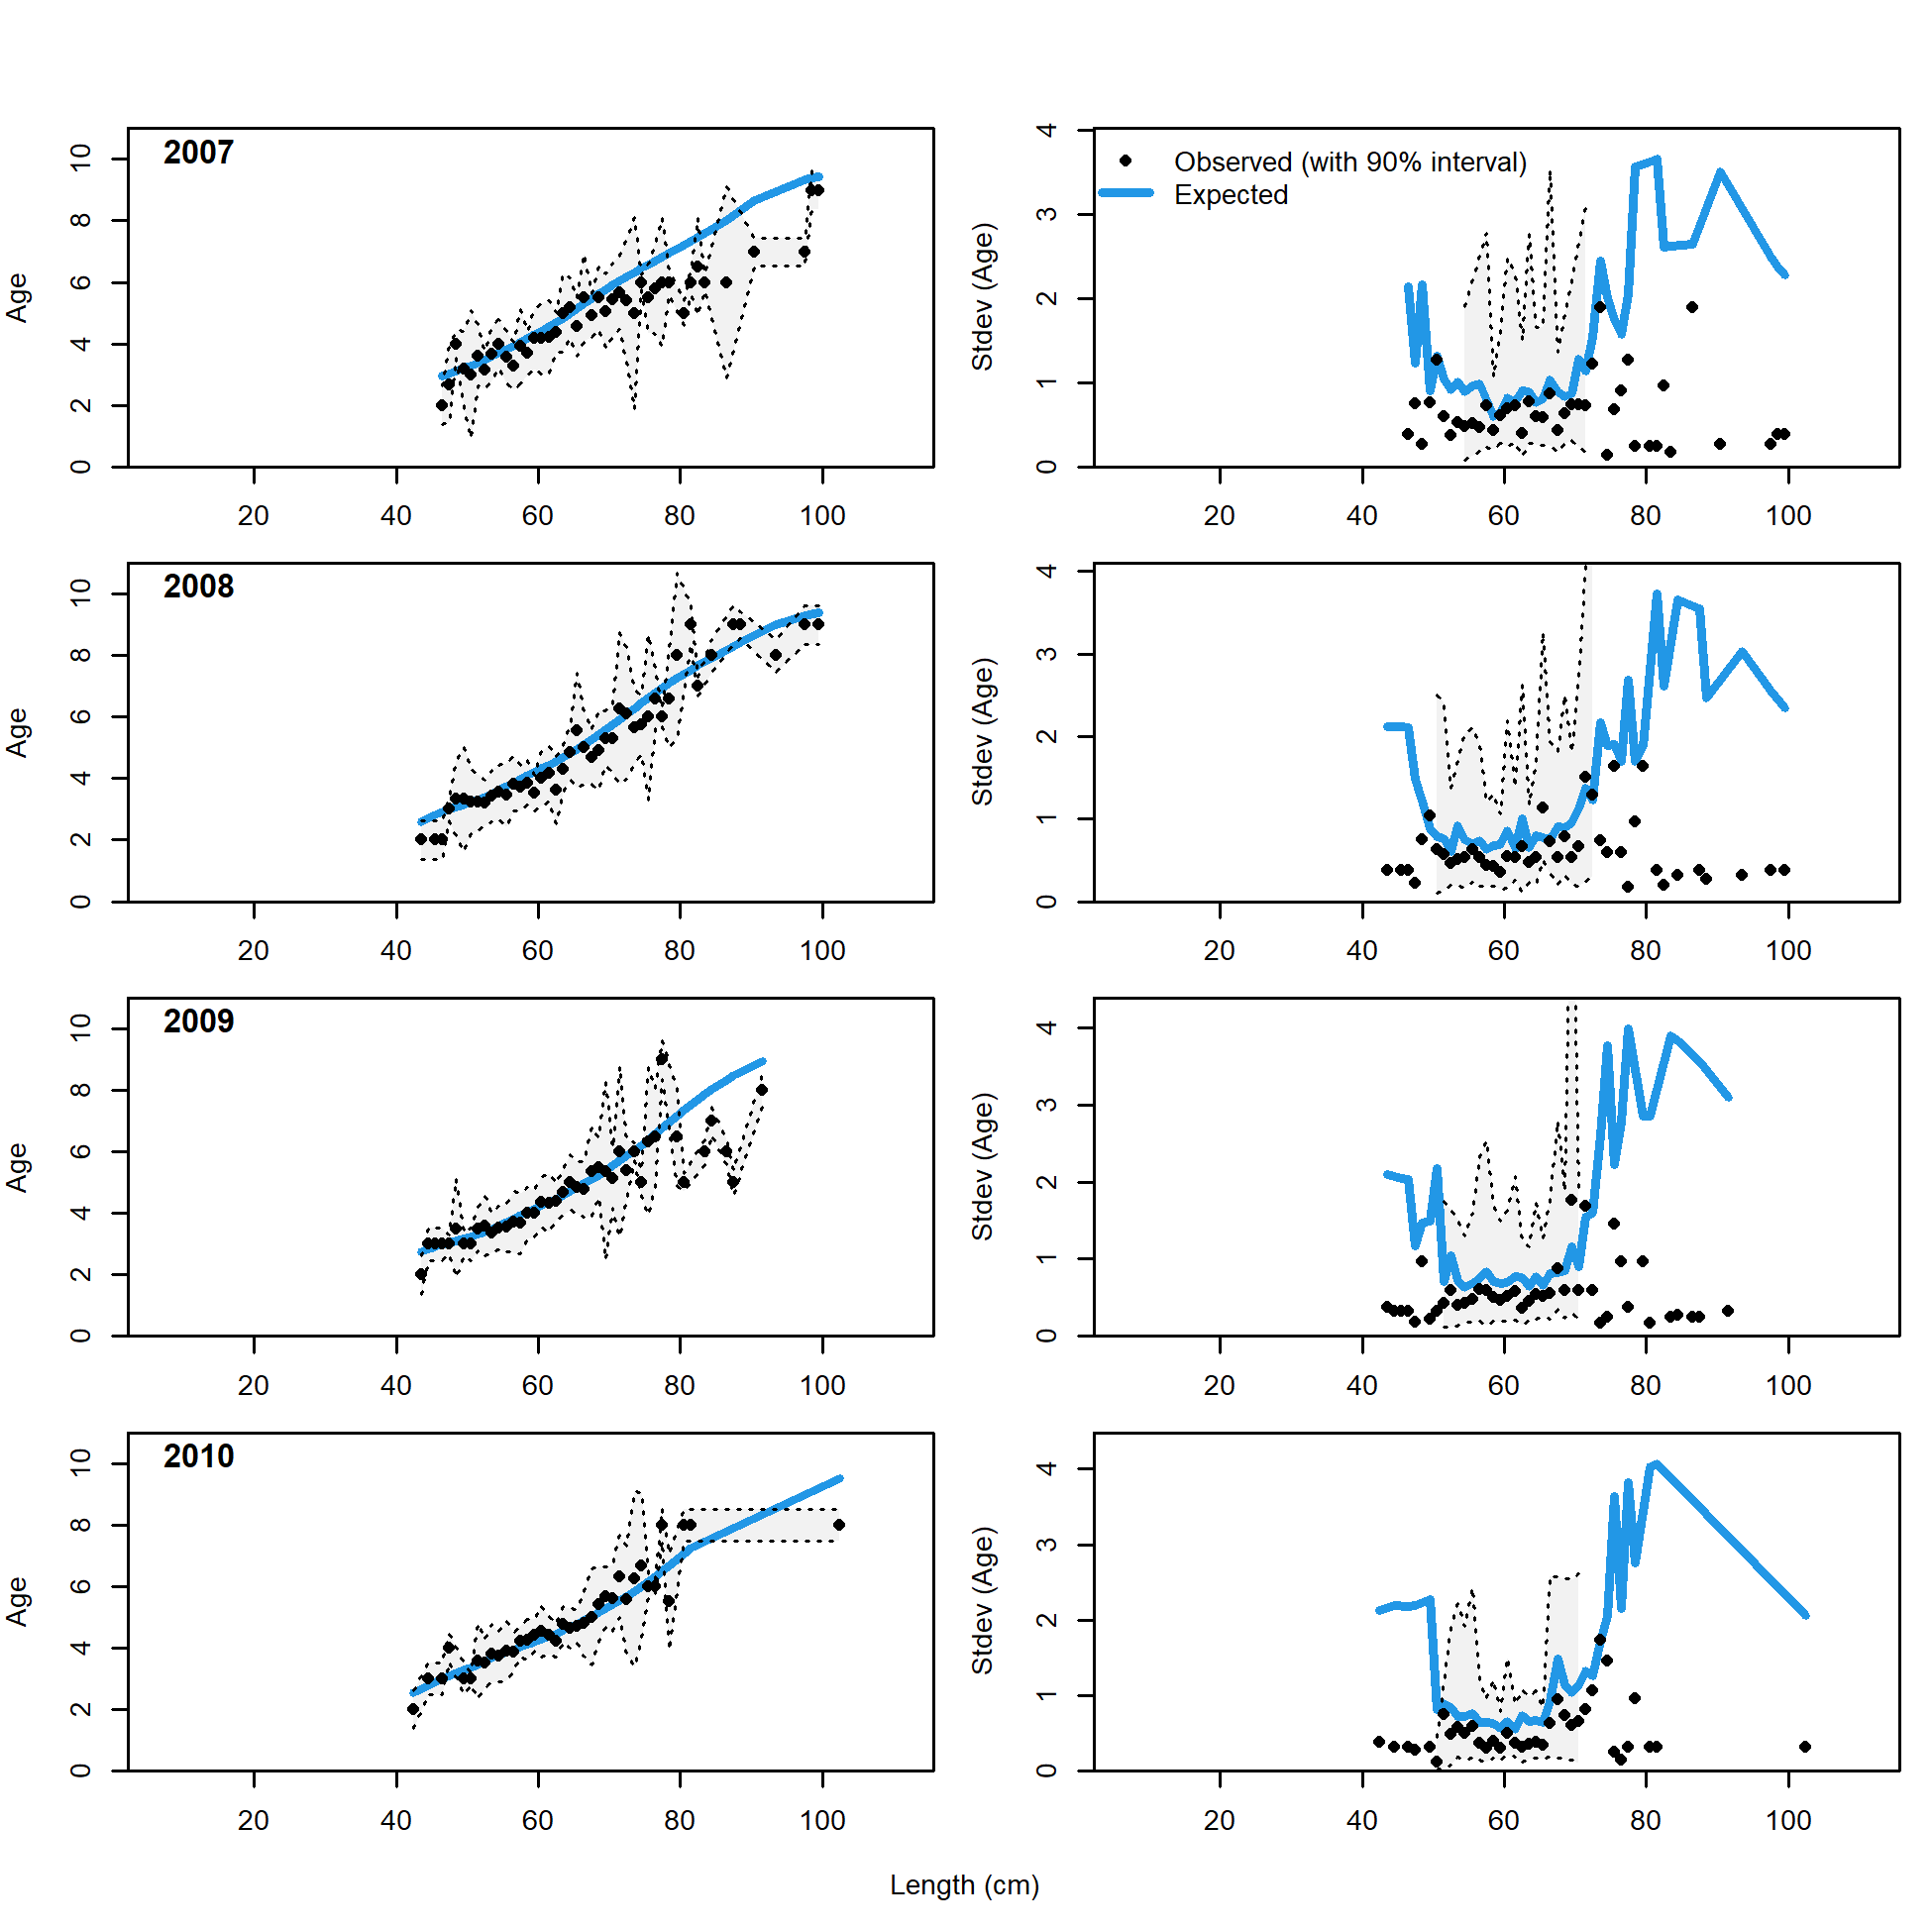 2007
Age
0 2 4 6 8 10
20 40 60 80 100
Observed (with 90% interval)
Expected
Stdev (Age)
0 1 2 3 4
20 40 60 80 100
2008
Age
0 2 4 6 8 10
20 40 60 80 100
Stdev (Age)
0 1 2 3 4
20 40 60 80 100
2009
Age
0 2 4 6 8 10
20 40 60 80 100
Stdev (Age)
0 1 2 3 4
20 40 60 80 100
2010
Age
0 2 4 6 8 10
20 40 60 80 100
Stdev (Age)
0 1 2 3 4
20 40 60 80 100
Length (cm)